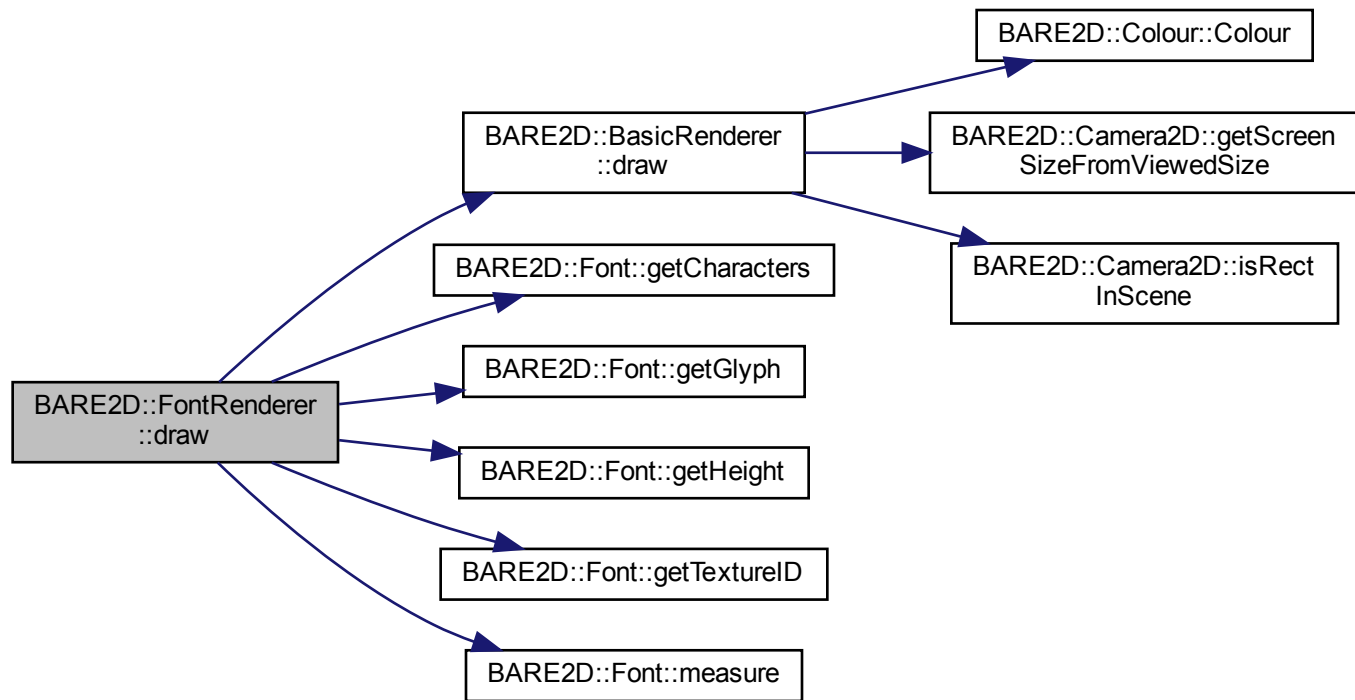 BARE2D::FontRenderer
::draw
BARE2D::BasicRenderer
::draw
BARE2D::Font::getCharacters
BARE2D::Font::getGlyph
BARE2D::Font::getHeight
BARE2D::Font::getTextureID
BARE2D::Font::measure
BARE2D::Colour::Colour
BARE2D::Camera2D::getScreen
SizeFromViewedSize
BARE2D::Camera2D::isRect
InScene